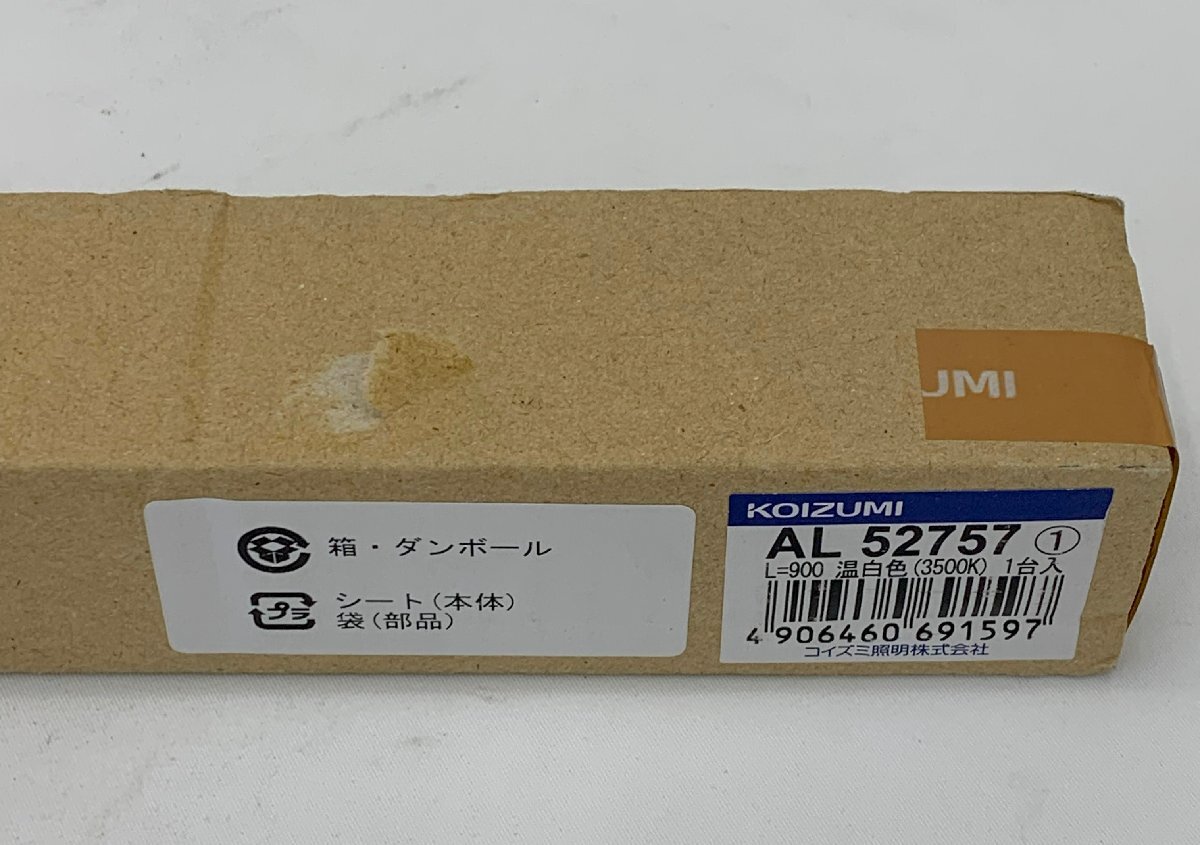 UMI
箱・ダンボール
プラ
シート(本体)
袋(部品)
KOIZUMI
AL 52757 ①
L=900 温白色(3500K) 1台入
4 906460 691597
コイズミ照明株式会社